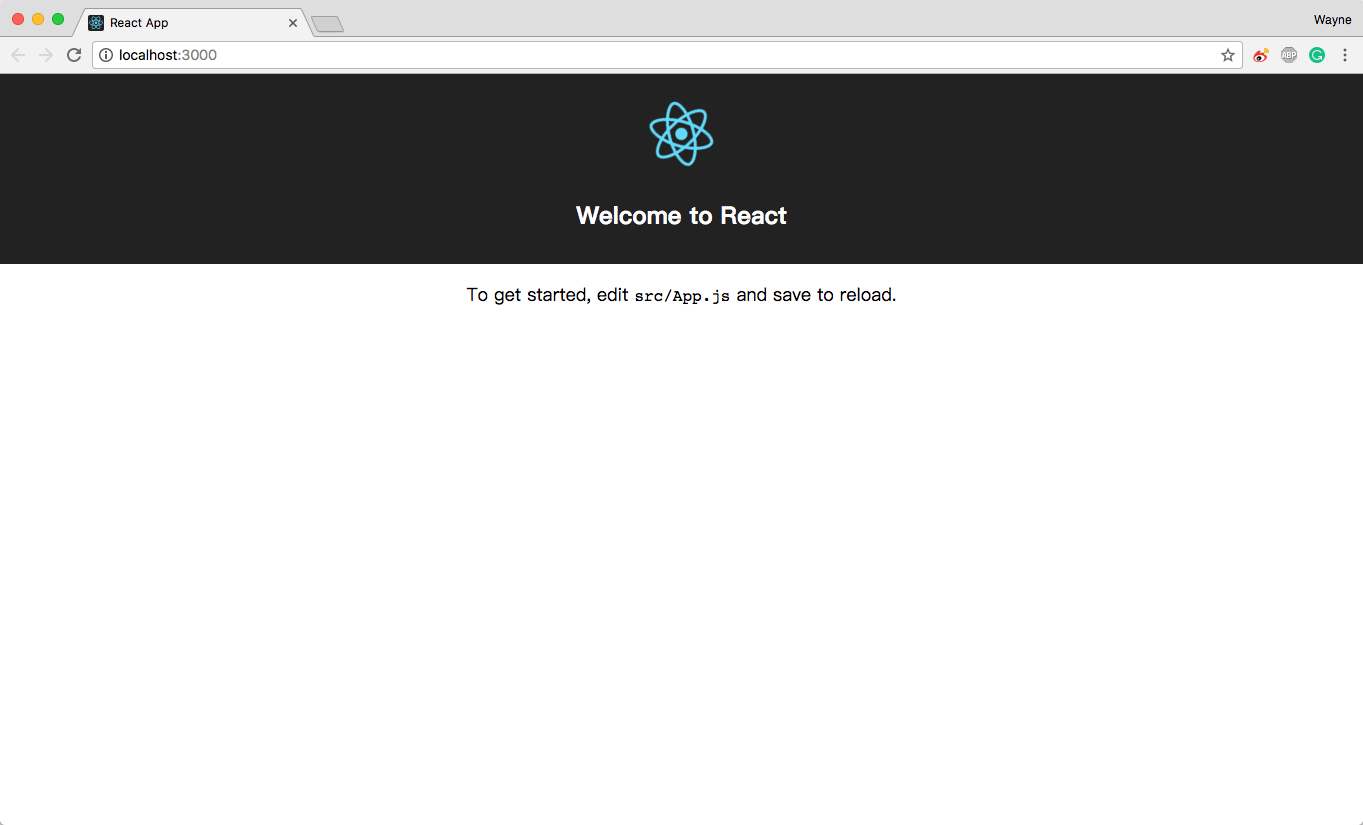 React App
Wayne
localhost:3000
ABP
Welcome to React
To get started, edit src/App.js and save to reload.